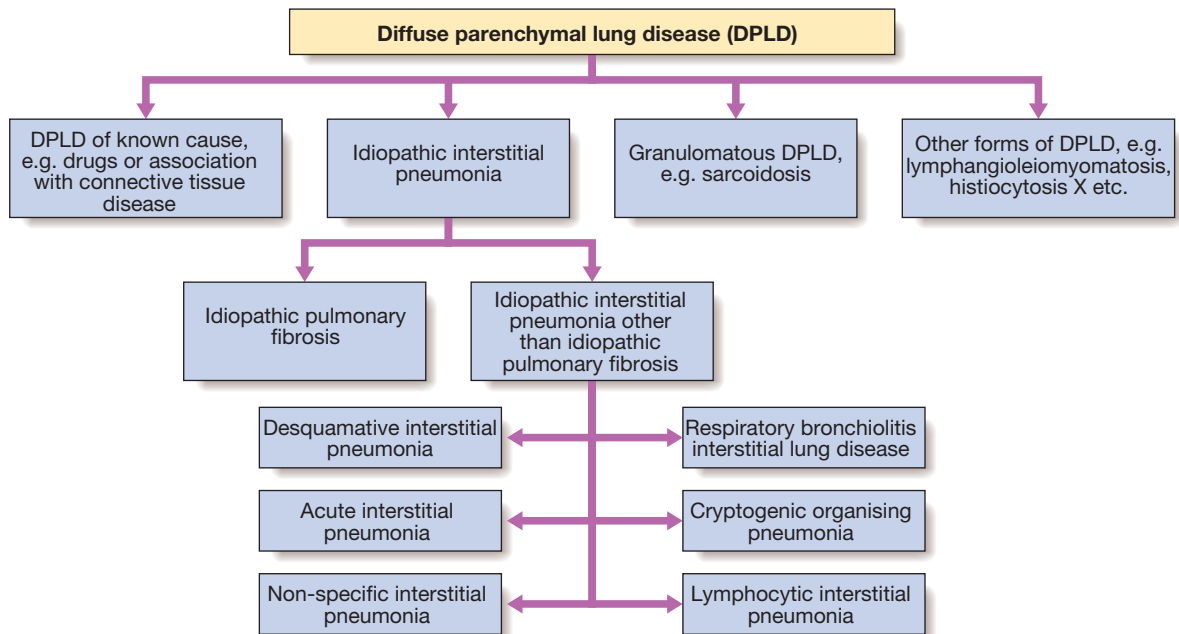 Diffuse parenchymal lung disease (DPLD)
DPLD of known cause,
e.g. drugs or association
with connective tissue
disease
Idiopathic interstitial
pneumonia
Granulomatous DPLD,
e.g. sarcoidosis
Other forms of DPLD, e.g.
lymphangioleiomyomatosis,
histiocytosis X etc.
Idiopathic pulmonary
fibrosis
Idiopathic interstitial
pneumonia other
than idiopathic
pulmonary fibrosis
Desquamative interstitial
pneumonia
Respiratory bronchiolitis
interstitial lung disease
Acute interstitial
pneumonia
Cryptogenic organising
pneumonia
Non-specific interstitial
pneumonia
Lymphocytic interstitial
pneumonia